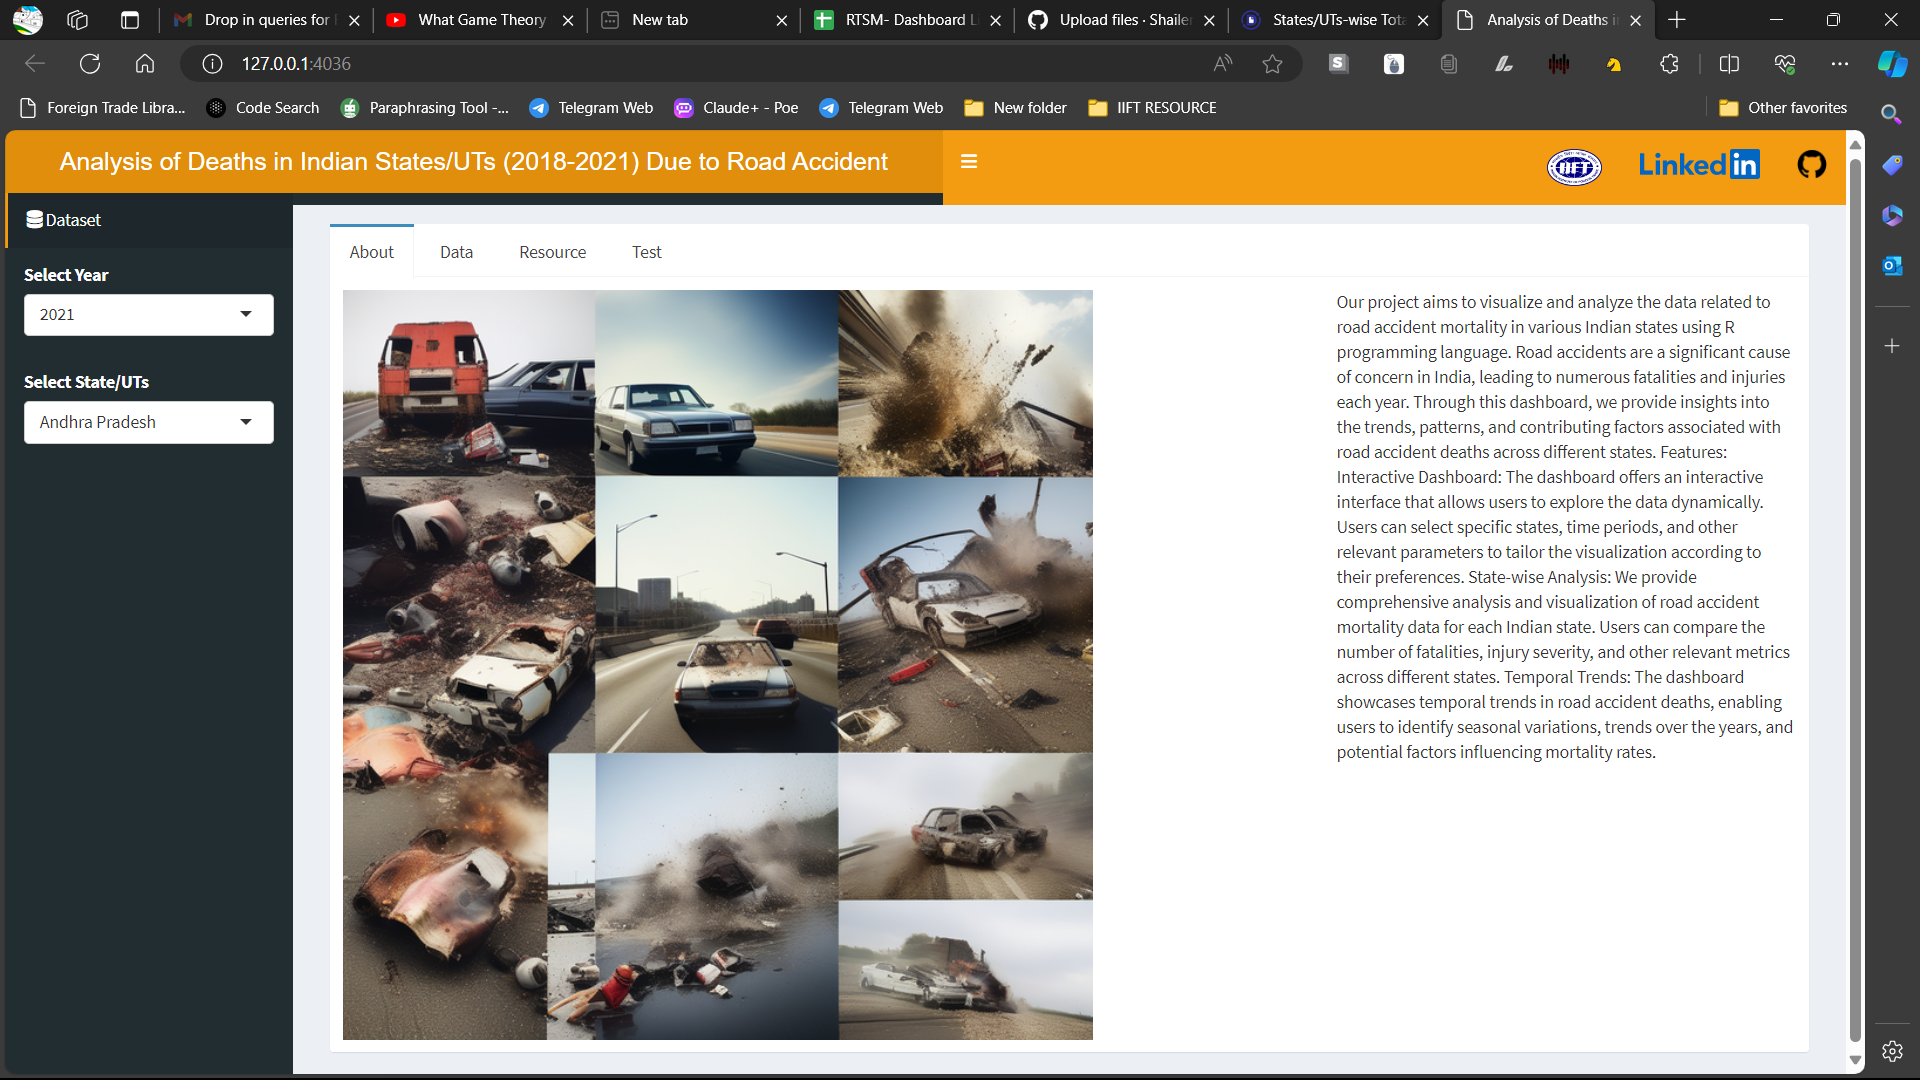 Drop in queries for
What Game Theory
New tab
RTSM- Dashboard L
Upload files · Shailer
States/UTs-wise Tota
Analysis of Deaths i
127.0.0.1:4036
Foreign Trade Libra...
Code Search
Paraphrasing Tool -...
Telegram Web
Claude+ - Poe
Telegram Web
New folder
IIFT RESOURCE
Other favorites
Analysis of Deaths in Indian States/UTs (2018-2021) Due to Road Accident
IIFT
Linkedin
Dataset
Select Year
2021
Select State/UTs
Andhra Pradesh
About
Data
Resource
Test
Our project aims to visualize and analyze the data related to
road accident mortality in various Indian states using R
programming language. Road accidents are a significant cause
of concern in India, leading to numerous fatalities and injuries
each year. Through this dashboard, we provide insights into
the trends, patterns, and contributing factors associated with
road accident deaths across different states. Features:
Interactive Dashboard: The dashboard offers an interactive
interface that allows users to explore the data dynamically.
Users can select specific states, time periods, and other
relevant parameters to tailor the visualization according to
their preferences. State-wise Analysis: We provide
comprehensive analysis and visualization of road accident
mortality data for each Indian state. Users can compare the
number of fatalities, injury severity, and other relevant metrics
across different states. Temporal Trends: The dashboard
showcases temporal trends in road accident deaths, enabling
users to identify seasonal variations, trends over the years, and
potential factors influencing mortality rates.